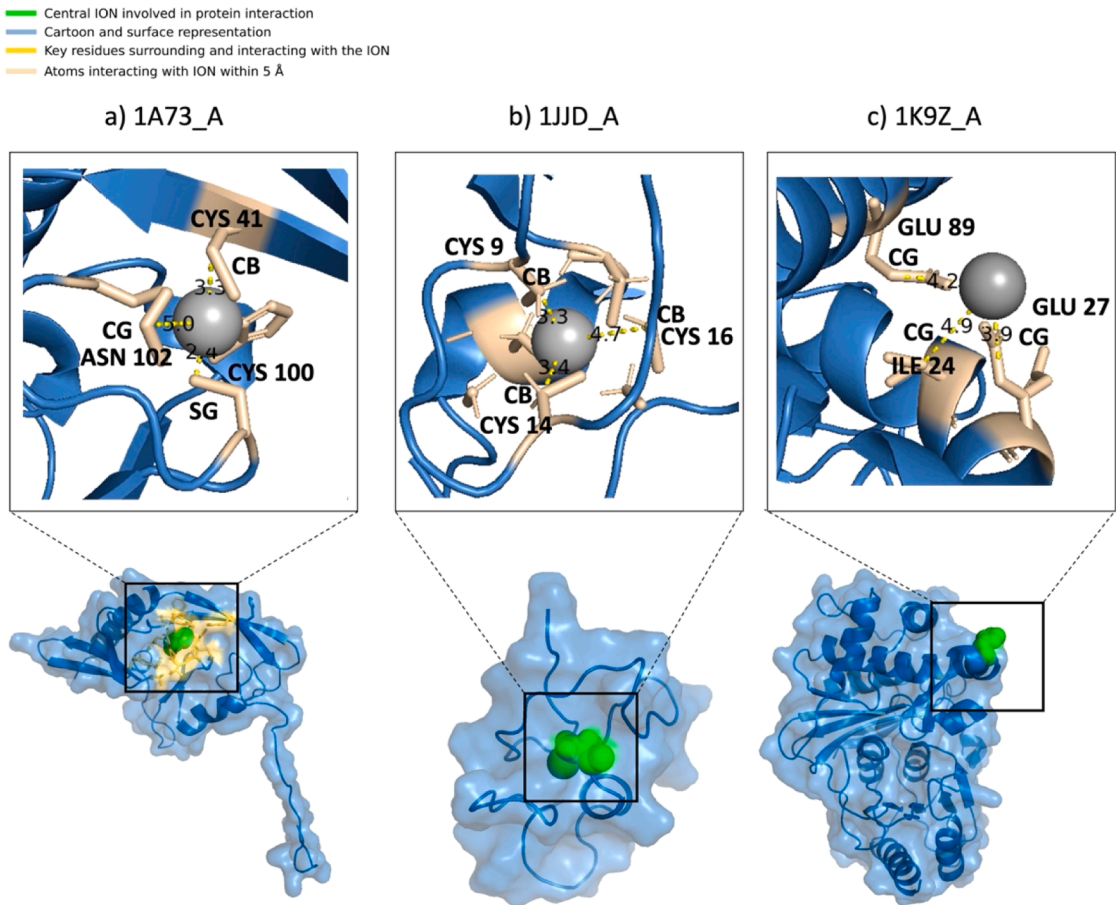 Central ION involved in protein interaction
Cartoon and surface representation
Key residues surrounding and interacting with the ION
Atoms interacting with ION within 5 Å
a) 1A73_A
b) 1JJD_A
c) 1K9Z_A
CYS 41
CB
3.3
CG
5.0
ASN 102
2.4
CYS 100
SG
CYS 9
CB
3.3
CB
4.7
CYS 16
3.4
CB
CYS 14
GLU 89
CG
4.2
GLU 27
4.9
CG
3.9
CG
ILE 24